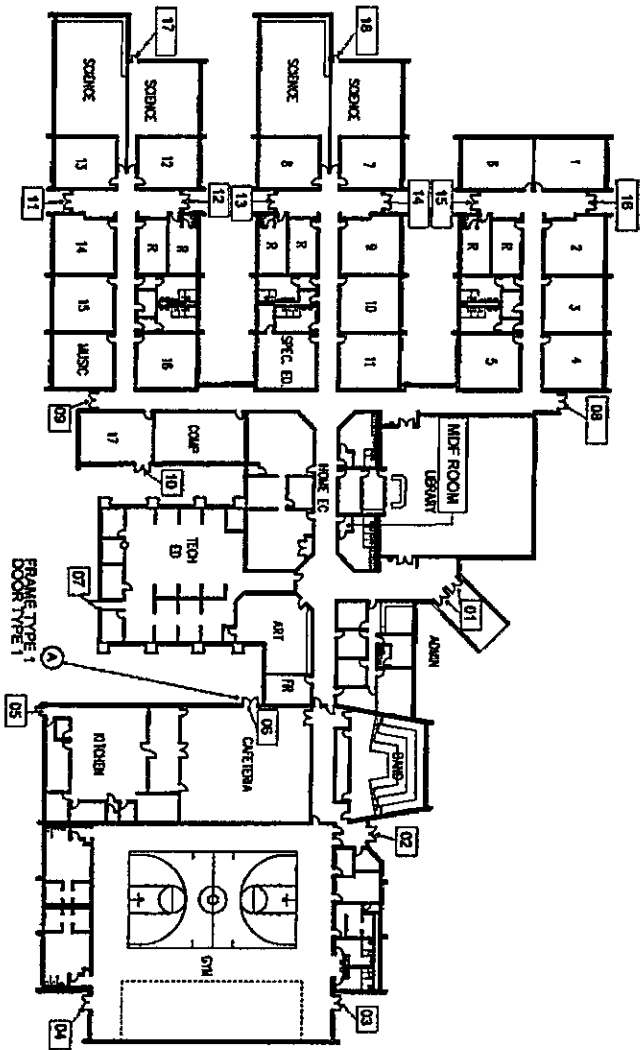 17
18
SCIENCE
SCIENCE
SCIENCE
SCIENCE
13
12
8
7
6
1
11
12
13
14
15
16
14
R
R
R
R
9
R
R
2
15
10
3
MUSIC
16
SPEC. ED.
11
5
4
09
08
17
COMP
10
HOME EC
MDF ROOM
LIBRARY
TECH
ED
07
FRAME TYPE 1
DOOR TYPE 1
A
ART
FR
01
ADMIN
05
06
KITCHEN
CAFETERIA
BAND
02
GYM
04
03